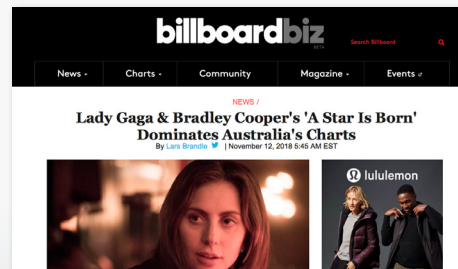 billboardbiz
BETA
Search Billboard
News
Charts
Community
Magazine
Events
NEWS /
Lady Gaga & Bradley Cooper's 'A Star Is Born'
Dominates Australia's Charts
By Lars Brandle | November 12, 2018 5:45 AM EST
lululemon